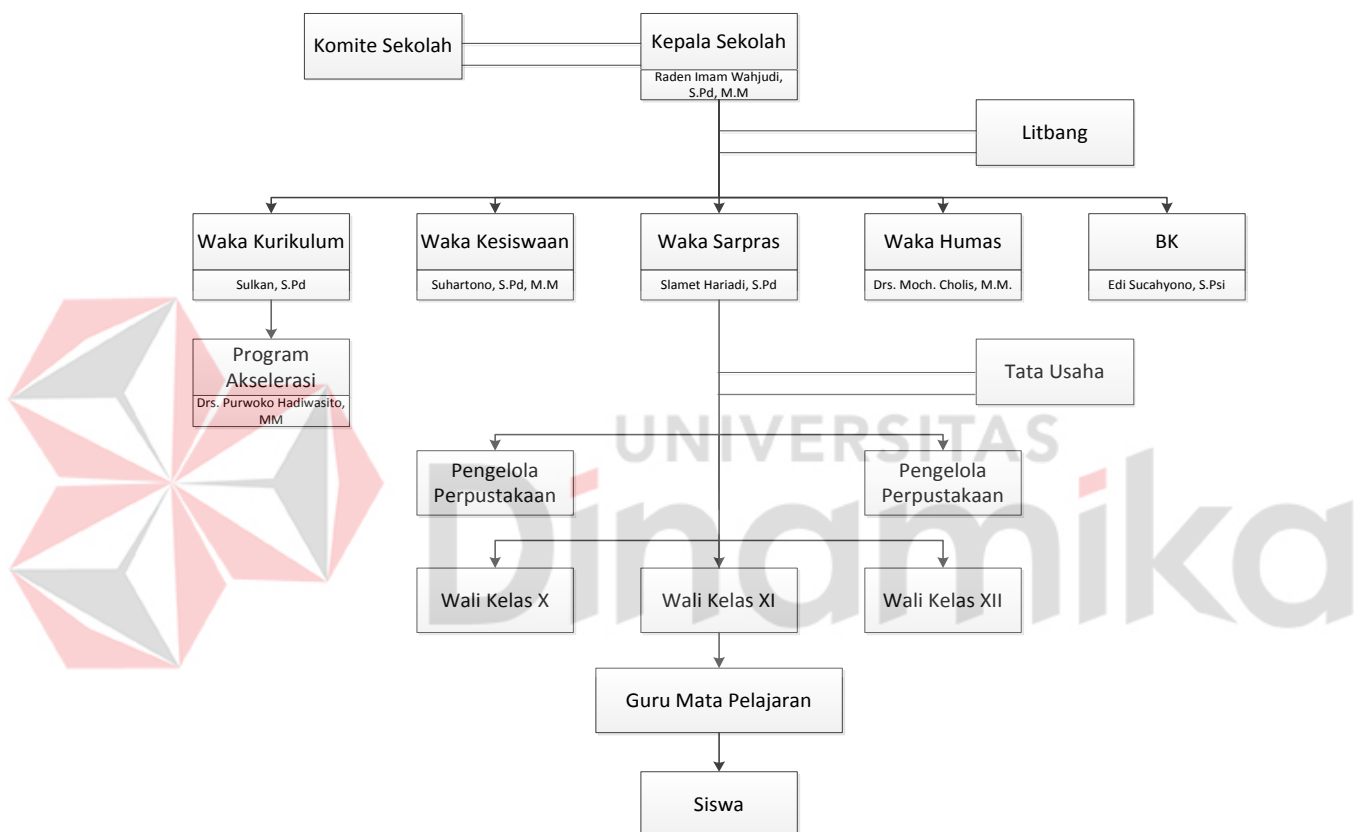 Komite Sekolah
Kepala Sekolah
Raden Imam Wahjudi,
S.Pd, M.M
Litbang
Waka Kurikulum
Sulkan, S.Pd
Waka Kesiswaan
Suhartono, S.Pd, M.M
Waka Sarpras
Slamet Hariadi, S.Pd
Waka Humas
Drs. Moch. Cholis, M.M.
BK
Edi Sucahyono, S.Psi
Program
Akselerasi
Drs. Purwoko Hadiwasito,
MM
Tata Usaha
UNIVERSITAS
Dinamika
Pengelola
Perpustakaan
Pengelola
Perpustakaan
Wali Kelas X
Wali Kelas XI
Wali Kelas XII
Guru Mata Pelajaran
Siswa